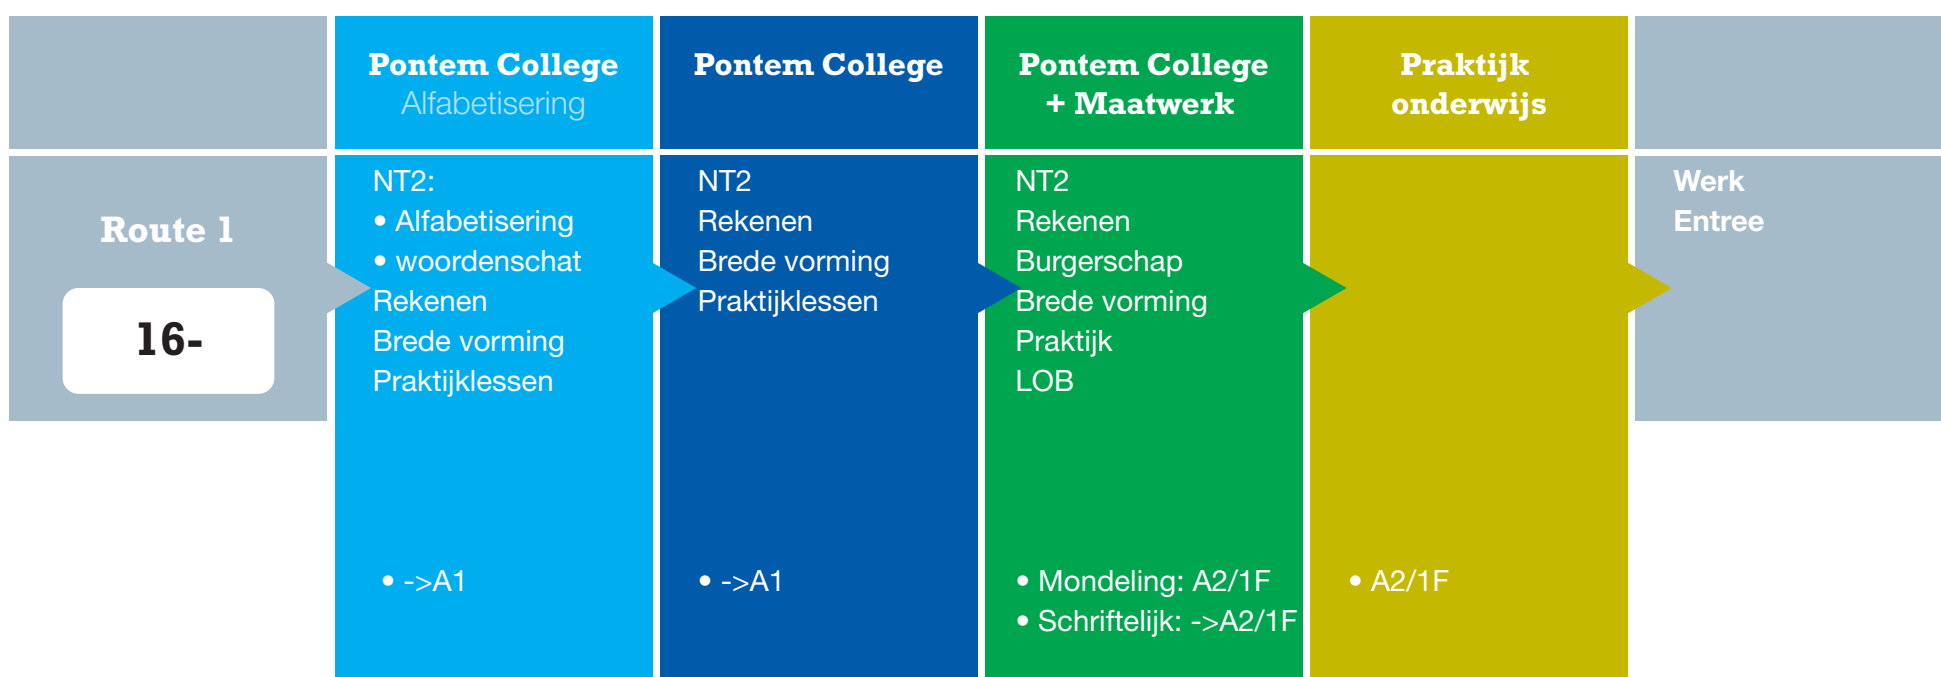 Pontem College
Alfabetisering
Pontem College
Pontem College
+ Maatwerk
Praktijk
onderwijs
Route 1
16-
NT2:
• Alfabetisering
• woordenschat
Rekenen
Brede vorming
Praktijklessen
• ->A1
NT2
Rekenen
Brede vorming
Praktijklessen
• ->A1
NT2
Rekenen
Burgerschap
Brede vorming
Praktijk
LOB
• Mondeling: A2/1F
• Schriftelijk: ->A2/1F
• A2/1F
Werk
Entree